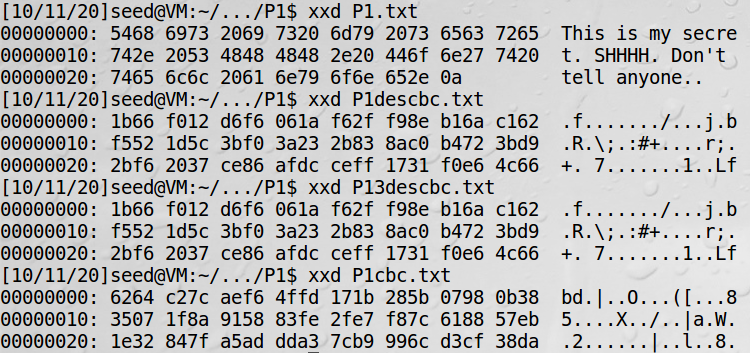 [10/11/20]seed@VM:~/.../P1$ xxd P1.txt
00000000: 5468 6973 2069 7320 6d79 2073 6563 7265  This is my secre
00000010: 742e 2053 4848 4848 2e20 446f 6e27 7420  t. SHHHH. Don't
00000020: 7465 6c6c 2061 6e79 6f6e 652e 0a  tell anyone..
[10/11/20]seed@VM:~/.../P1$ xxd P1descbc.txt
00000000: 1b66 f012 d6f6 061a f62f f98e b16a c162  .f......./...j.b
00000010: f552 1d5c 3bf0 3a23 2b83 8ac0 b472 3bd9  .R.\;.:#+....r;.
00000020: 2bf6 2037 ce86 afdc ceff 1731 f0e6 4c66  +. 7.......1..Lf
[10/11/20]seed@VM:~/.../P1$ xxd P13descbc.txt
00000000: 1b66 f012 d6f6 061a f62f f98e b16a c162  .f......./...j.b
00000010: f552 1d5c 3bf0 3a23 2b83 8ac0 b472 3bd9  .R.\;.:#+....r;.
00000020: 2bf6 2037 ce86 afdc ceff 1731 f0e6 4c66  +. 7.......1..Lf
[10/11/20]seed@VM:~/.../P1$ xxd P1cbc.txt
00000000: 6264 c27c aef6 4ffd 171b 285b 0798 0b38  bd.|..O...([...8
00000010: 3507 1f8a 9158 83fe 2fe7 f87c 6188 57eb  5....X../..|a.W.
00000020: 1e32 847f a5ad dda3 7cb9 996c d3cf 38da  .2......|..l..8.